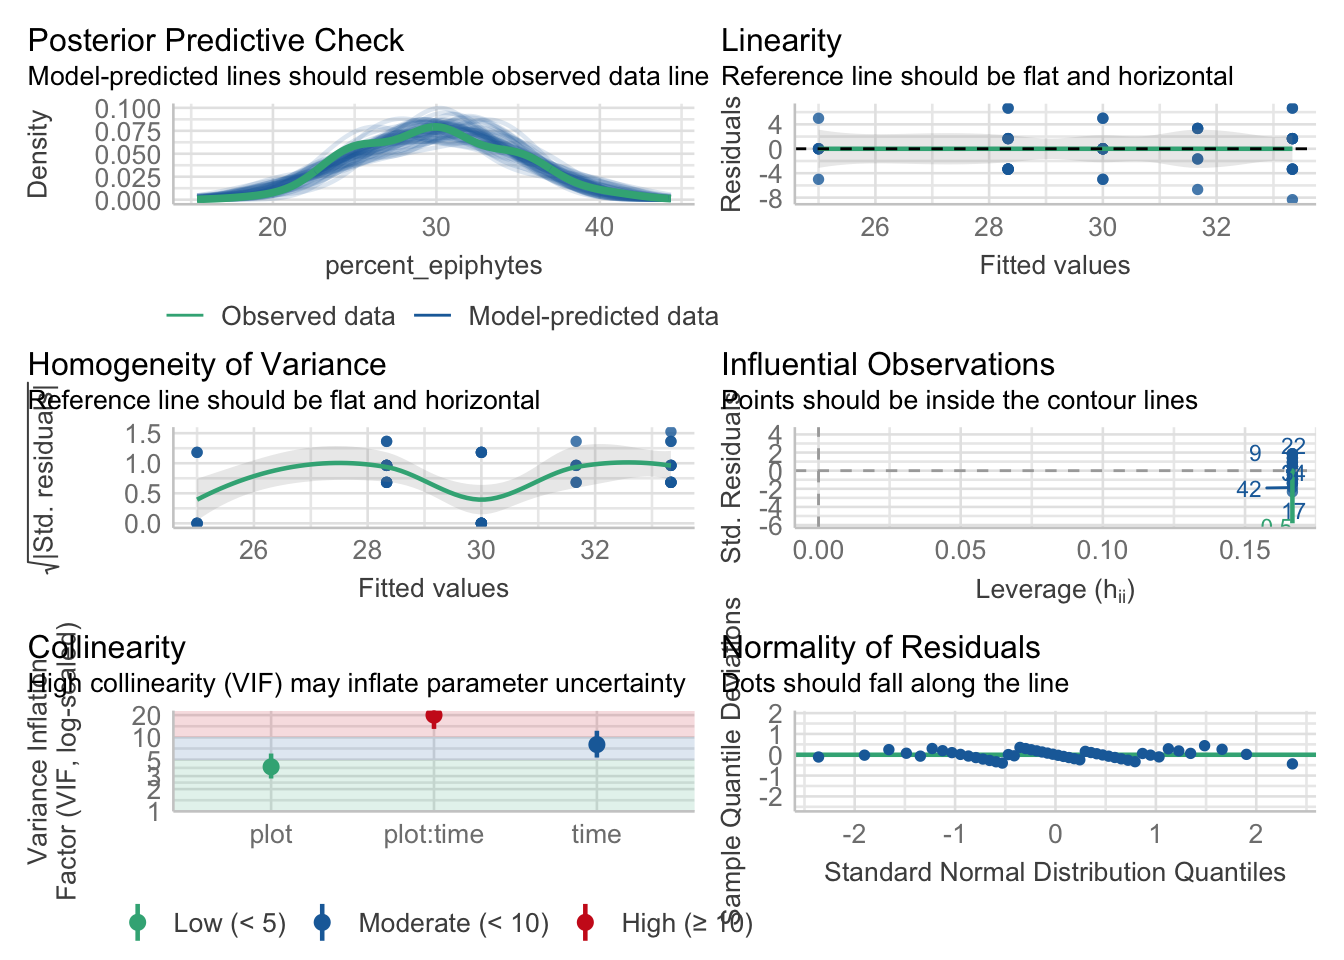 Posterior Predictive Check
Model-predicted lines should resemble observed data line
Density
0.100
0.075
0.050
0.025
0.000
20 30 40
percent_epiphytes
Observed data Model-predicted data
Linearity
Reference line should be flat and horizontal
Residuals
4
0
-4
-8
26 28 30 32
Fitted values
Homogeneity of Variance
Reference line should be flat and horizontal
√|Std. residuals|
1.5
1.0
0.5
0.0
26 28 30 32
Fitted values
Influential Observations
Points should be inside the contour lines
Std. Residuals
4
2
0
-2
-4
-6
22
9
34
42
17
0.5
0.00 0.05 0.10 0.15
Leverage (hii)
Collinearity
High collinearity (VIF) may inflate parameter uncertainty
Variance Inflation
Factor (VIF, log-scaled)
20
10
5
3
2
1
plot plot:time time
Low (< 5) Moderate (< 10) High (≥ 10)
Normality of Residuals
Dots should fall along the line
Sample Quantile Deviations
2
1
0
-1
-2
-2 -1 0 1 2
Standard Normal Distribution Quantiles